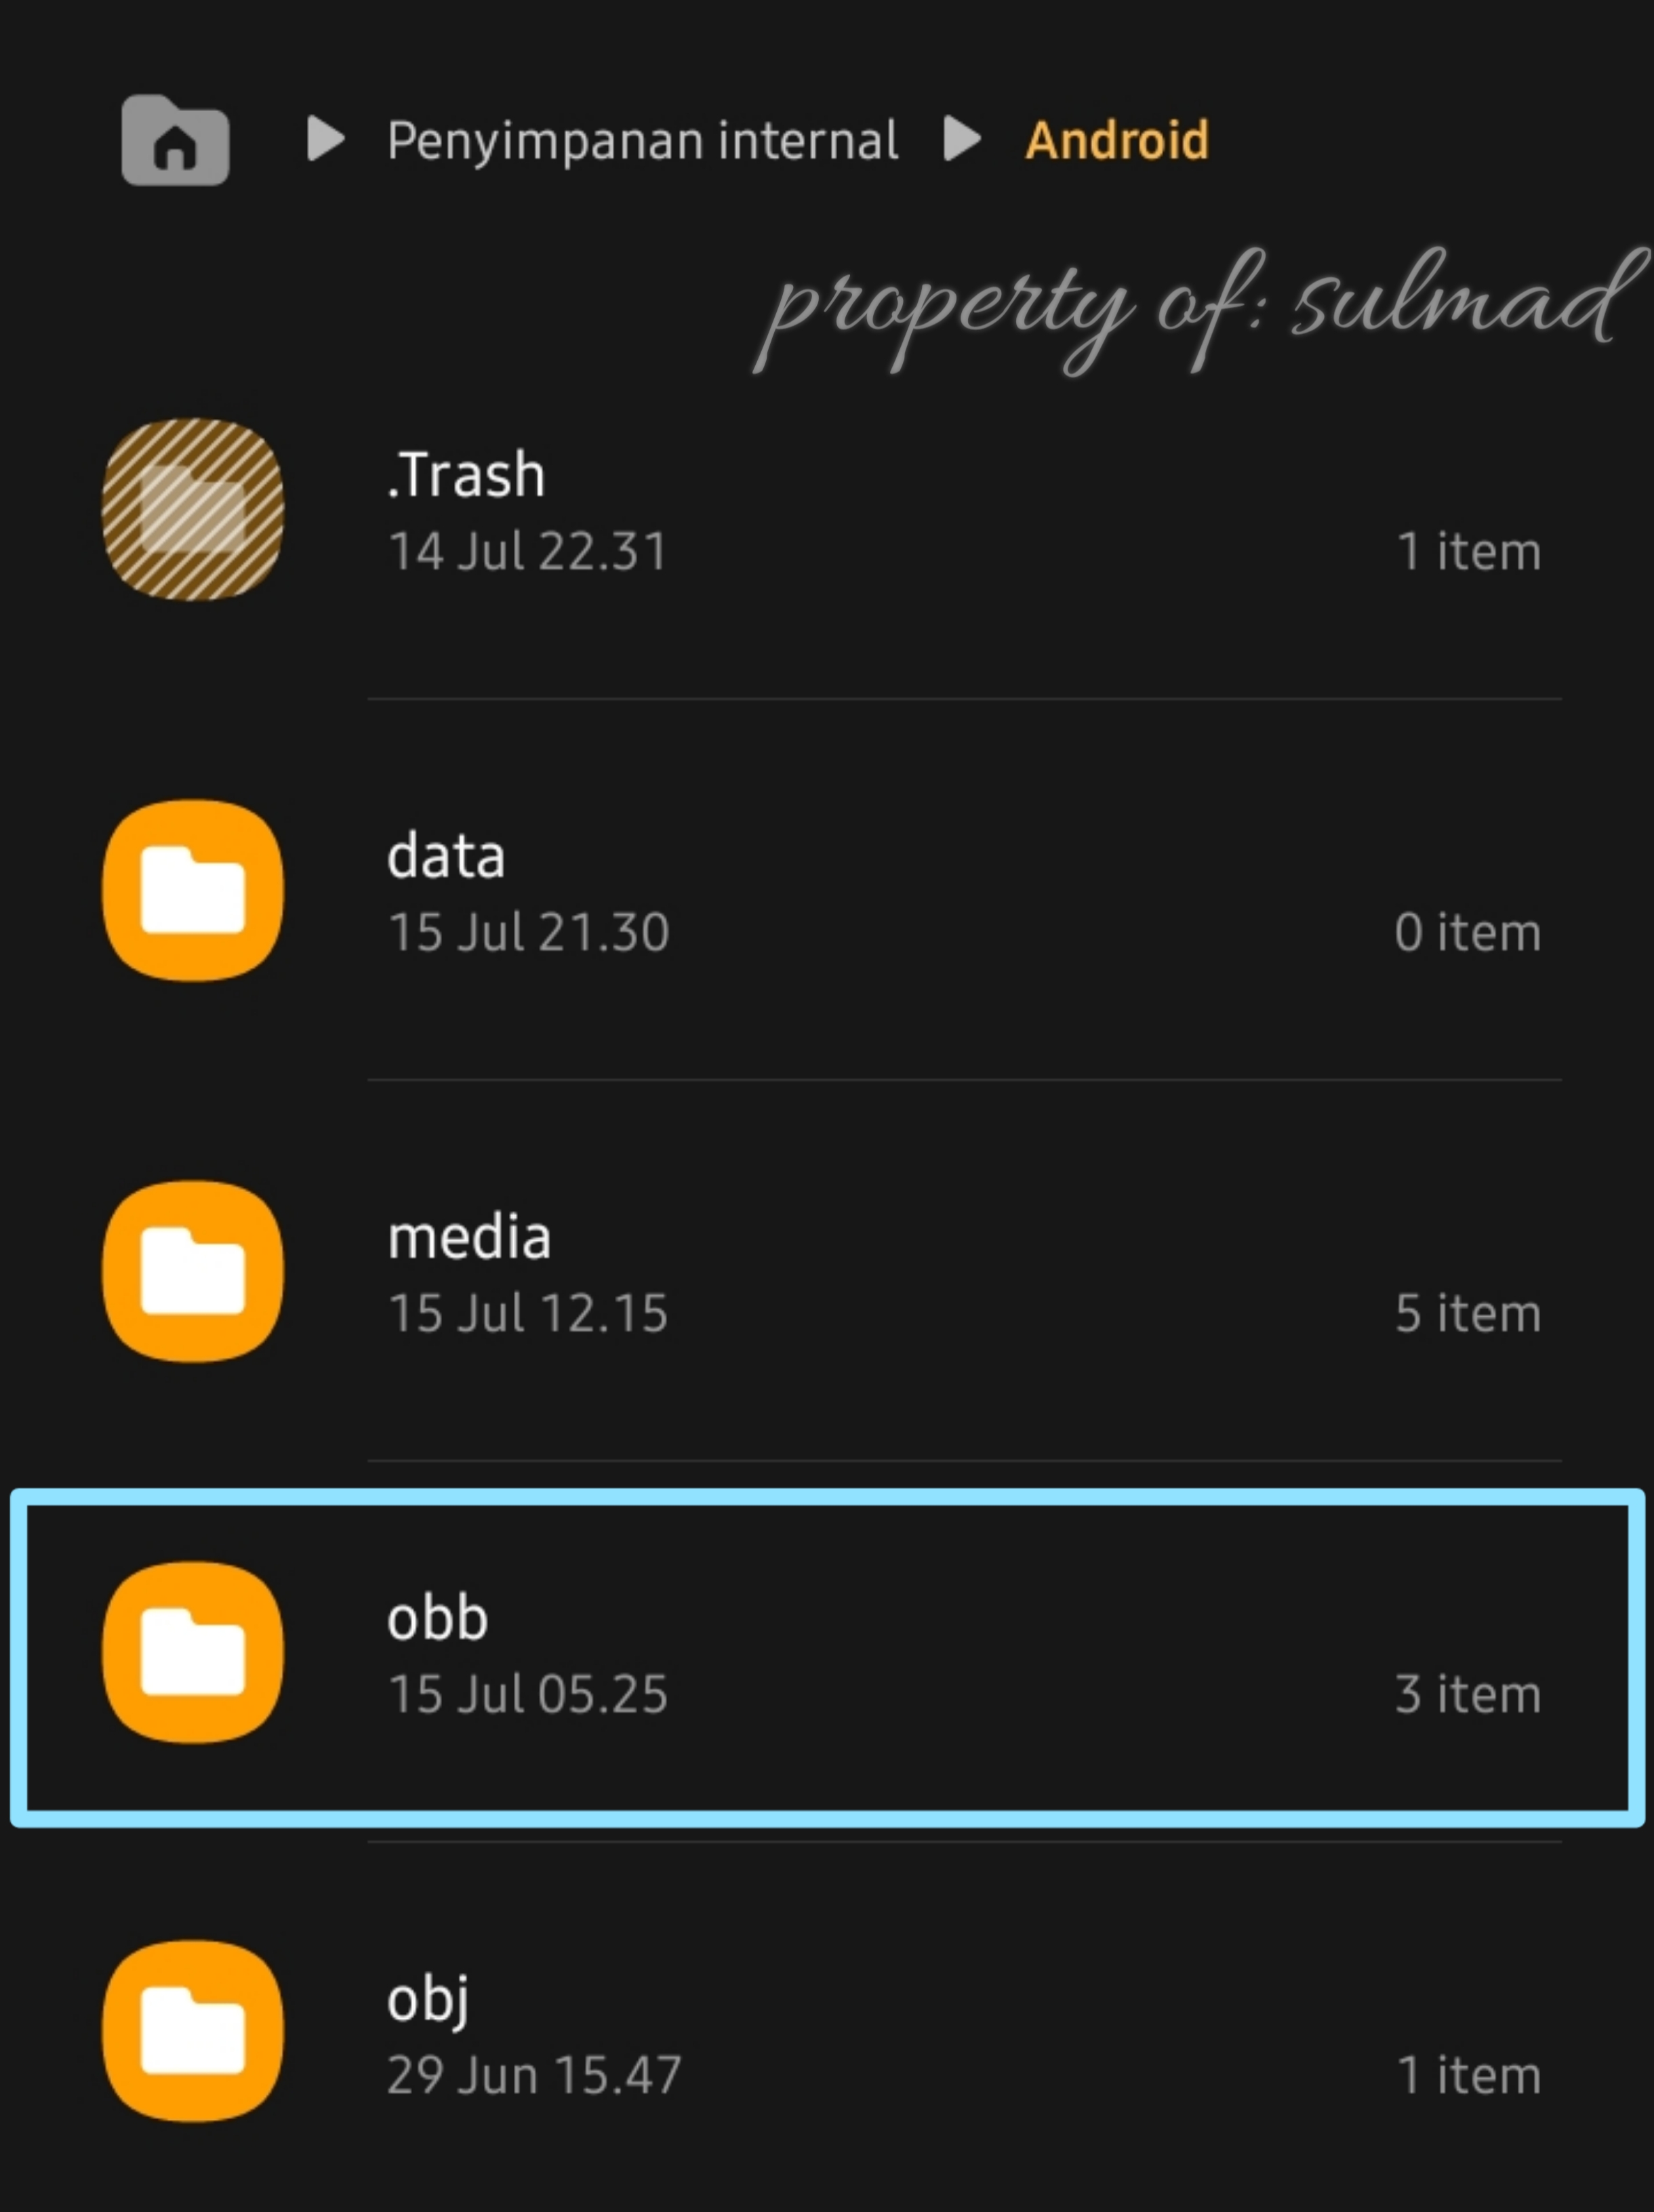 Penyimpanan internal Android
property of: sulmad
.Trash
14 Jul 22.31 1 item
data
15 Jul 21.30 0 item
media
15 Jul 12.15 5 item
obb
15 Jul 05.25 3 item
obj
29 Jun 15.47 1 item